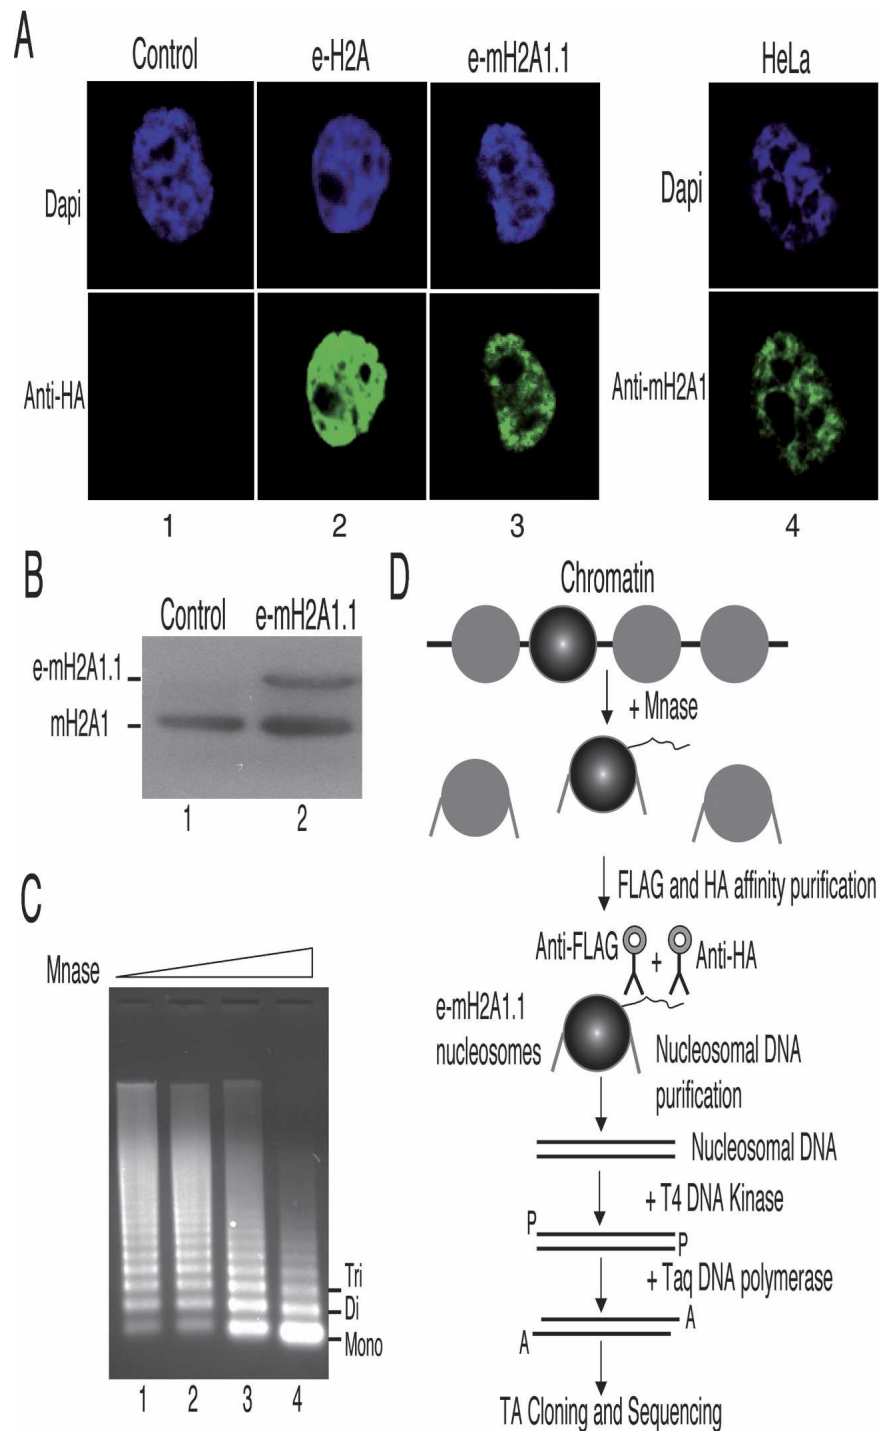 A
Control e-H2A e-mH2A1.1 HeLa
Dapi Dapi
Anti-HA Anti-mH2A1
1 2 3 4
B
Control e-mH2A1.1
e-mH2A1.1
mH2A1
1 2
C
Mnase
Tri
Di
Mono
1 2 3 4
D
Chromatin
+ Mnase
FLAG and HA affinity purification
Anti-FLAG + Anti-HA
e-mH2A1.1
nucleosomes
Nucleosomal DNA
purification
Nucleosomal DNA
+ T4 DNA Kinase
P
P
+ Taq DNA polymerase
A
A
TA Cloning and Sequencing